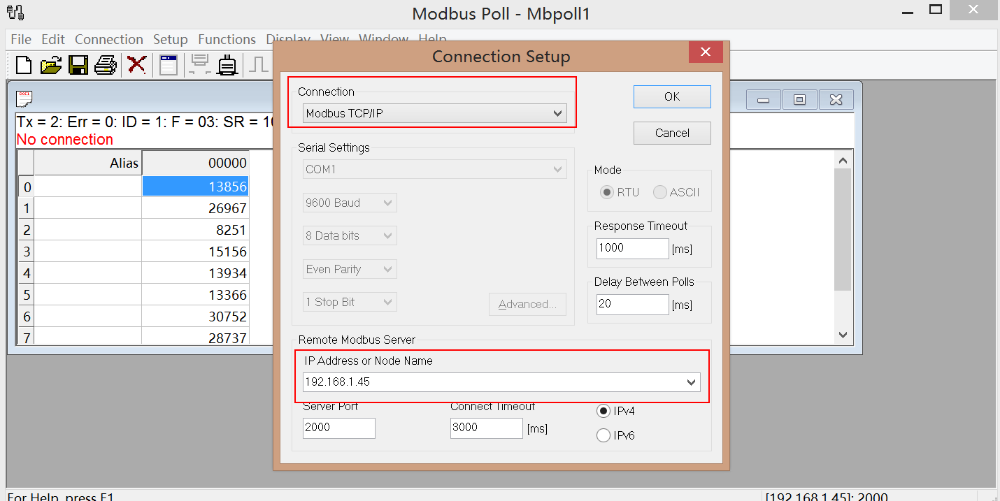 Modbus Poll - Mbpoll1
File Edit Connection Setup Functions Display View Window Help
Connection Setup
Connection
Modbus TCP/IP
OK
Cancel
Serial Settings
COM1
9600 Baud
8 Data bits
Even Parity
1 Stop Bit
Advanced...
Mode
RTU ASCII
Response Timeout
1000 [ms]
Delay Between Polls
20 [ms]
Remote Modbus Server
IP Address or Node Name
192.168.1.45
Server Port Connect Timeout
2000 3000 [ms]
IPv4
IPv6
DOC1
Tx = 2: Err = 0: ID = 1: F = 03: SR =
No connection
Alias 00000
0 13856
1 26967
2 8251
3 15156
4 13934
5 13366
6 30752
7 28737
For Help, press F1
[192.168.1.45]: 2000